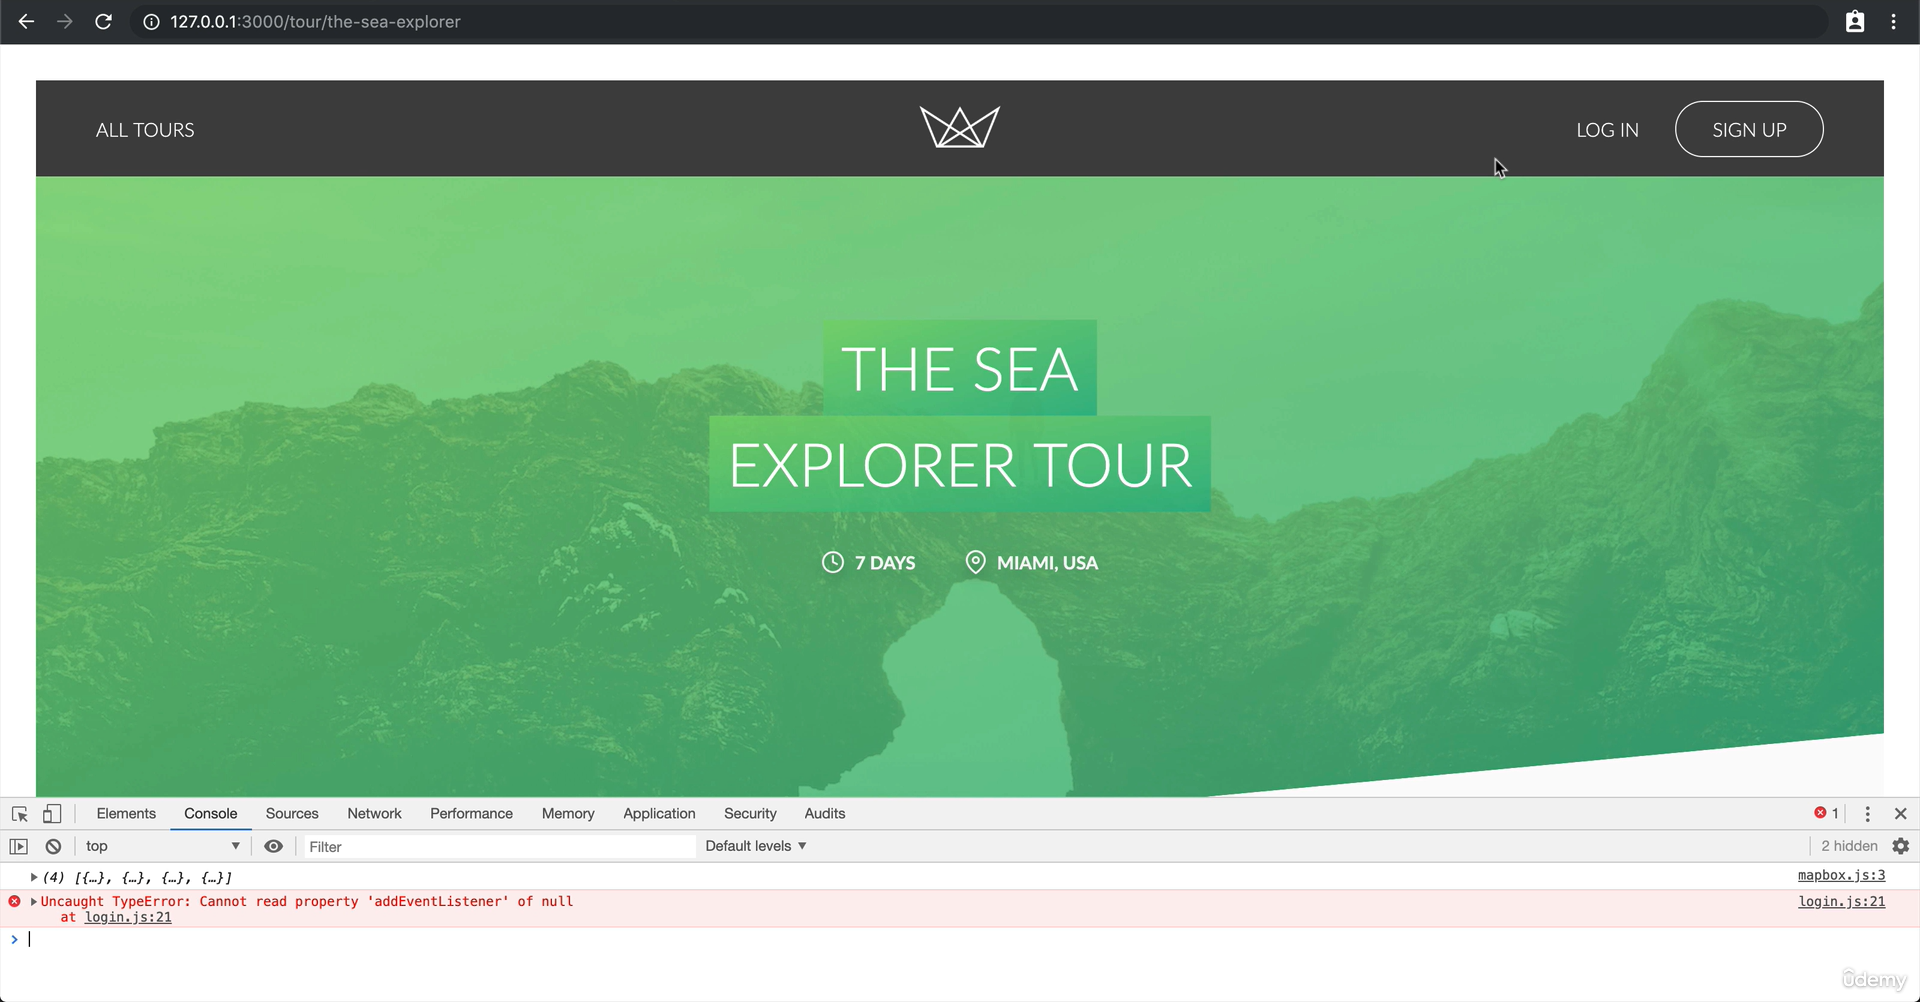 127.0.0.1:3000/tour/the-sea-explorer
ALL TOURS
LOG IN
SIGN UP
THE SEA
EXPLORER TOUR
7 DAYS
MIAMI, USA
Elements
Console
Sources
Network
Performance
Memory
Application
Security
Audits
1
top
Filter
Default levels
2 hidden
(4) [{…}, {…}, {…}, {…}]
mapbox.js:3
Uncaught TypeError: Cannot read property 'addEventListener' of null
login.js:21
at login.js:21
udemy